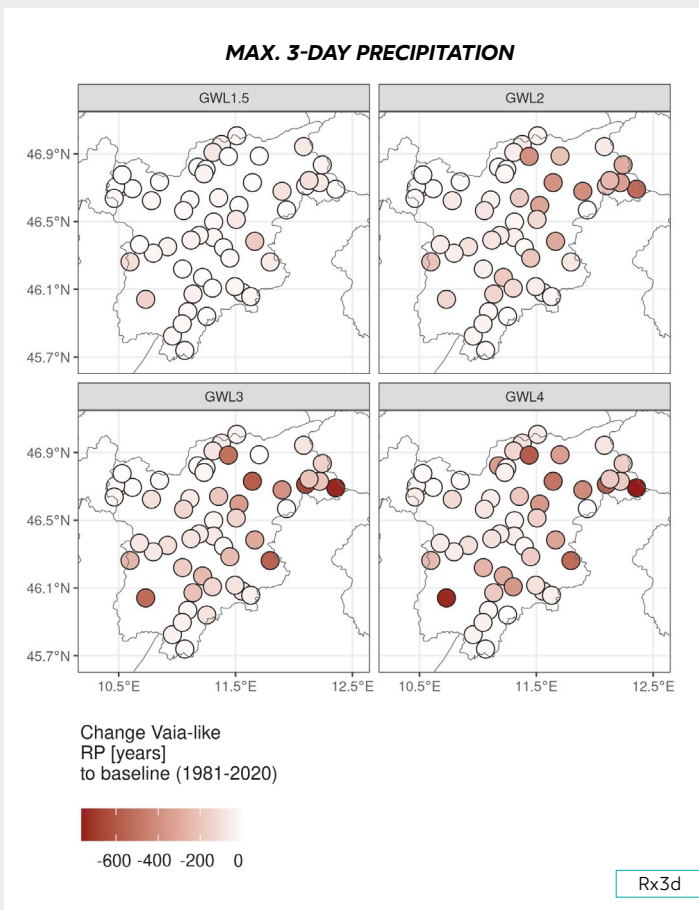 MAX. 3-DAY PRECIPITATION
GWL1.5
GWL2
46.9°N
46.5°N
46.1°N
45.7°N
GWL3
GWL4
46.9°N
46.5°N
46.1°N
45.7°N
10.5°E 11.5°E 12.5°E 10.5°E 11.5°E 12.5°E
Change Vaia-like
RP [years]
to baseline (1981-2020)
-600 -400 -200 0
Rx3d